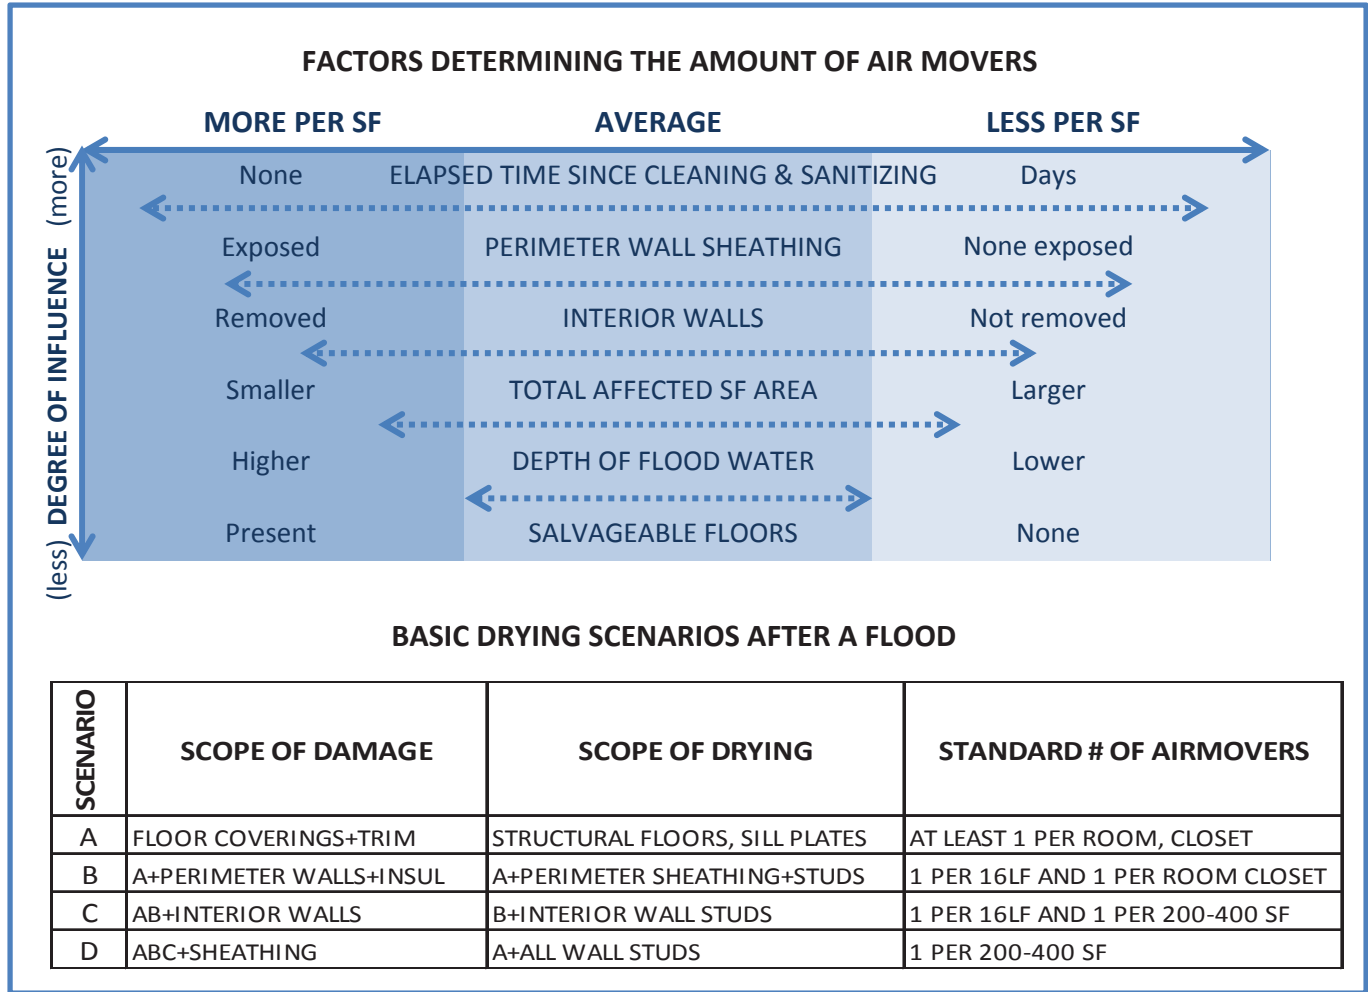 FACTORS DETERMINING THE AMOUNT OF AIR MOVERS
MORE PER SF AVERAGE LESS PER SF
(less) DEGREE OF INFLUENCE (more)
None ELAPSED TIME SINCE CLEANING & SANITIZING Days
Exposed PERIMETER WALL SHEATHING None exposed
Removed INTERIOR WALLS Not removed
Smaller TOTAL AFFECTED SF AREA Larger
Higher DEPTH OF FLOOD WATER Lower
Present SALVAGEABLE FLOORS None
BASIC DRYING SCENARIOS AFTER A FLOOD
SCENARIO SCOPE OF DAMAGE SCOPE OF DRYING STANDARD # OF AIRMOVERS
A FLOOR COVERINGS+TRIM STRUCTURAL FLOORS, SILL PLATES AT LEAST 1 PER ROOM, CLOSET
B A+PERIMETER WALLS+INSUL A+PERIMETER SHEATHING+STUDS 1 PER 16LF AND 1 PER ROOM CLOSET
C AB+INTERIOR WALLS B+INTERIOR WALL STUDS 1 PER 16LF AND 1 PER 200-400 SF
D ABC+SHEATHING A+ALL WALL STUDS 1 PER 200-400 SF